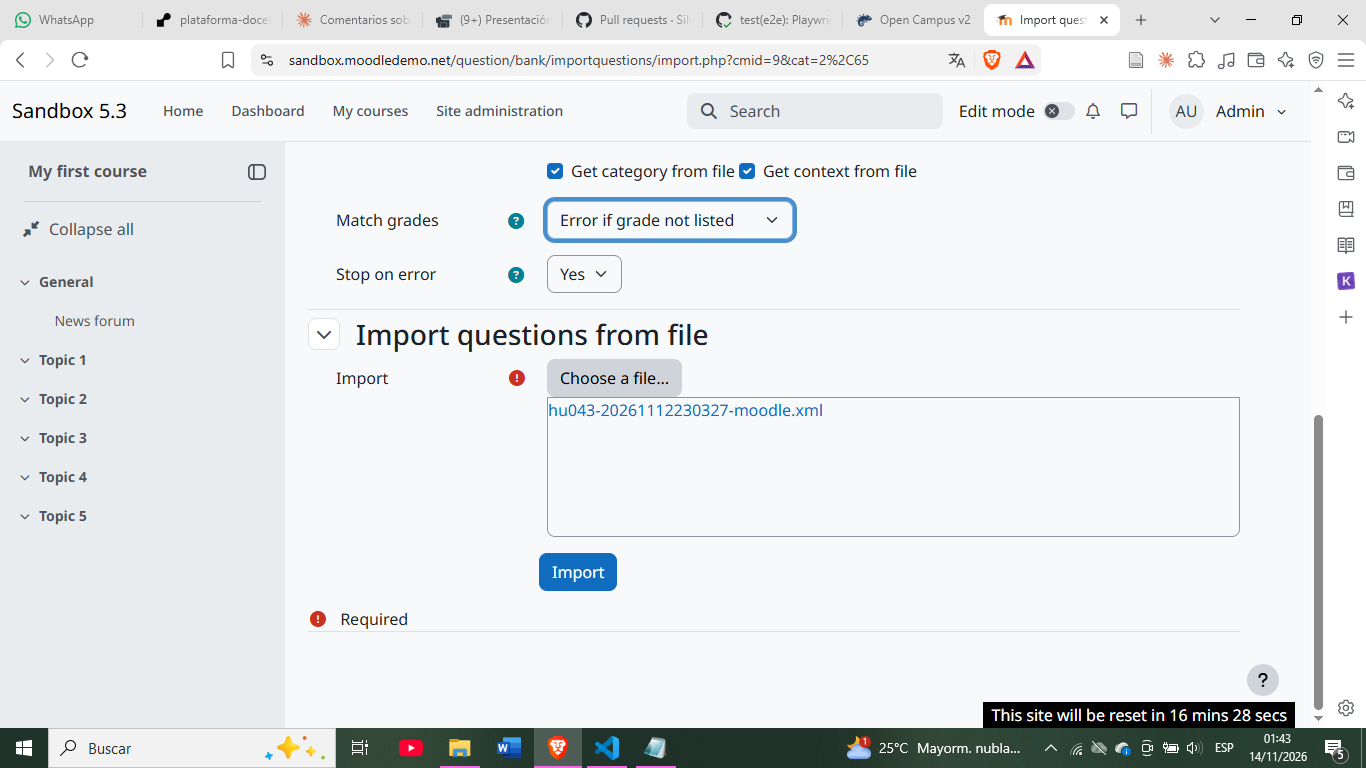 WhatsApp
plataforma-doce
Comentarios sob
(9+) Presentació
Pull requests · Sil
test(e2e): Playwri
Open Campus v2
Import ques
sandbox.moodledemo.net/question/bank/importquestions/import.php?cmid=9&cat=2%2C65
Sandbox 5.3
Home
Dashboard
My courses
Site administration
Search
Edit mode
AU
Admin
My first course
Collapse all
General
News forum
Topic 1
Topic 2
Topic 3
Topic 4
Topic 5
Get category from file
Get context from file
Match grades
Error if grade not listed
Stop on error
Yes
Import questions from file
Import
Choose a file...
hu043-20261112230327-moodle.xml
Import
Required
?
This site will be reset in 16 mins 28 secs
Buscar
25°C Mayorm. nubla...
ESP
01:43
14/11/2026
5